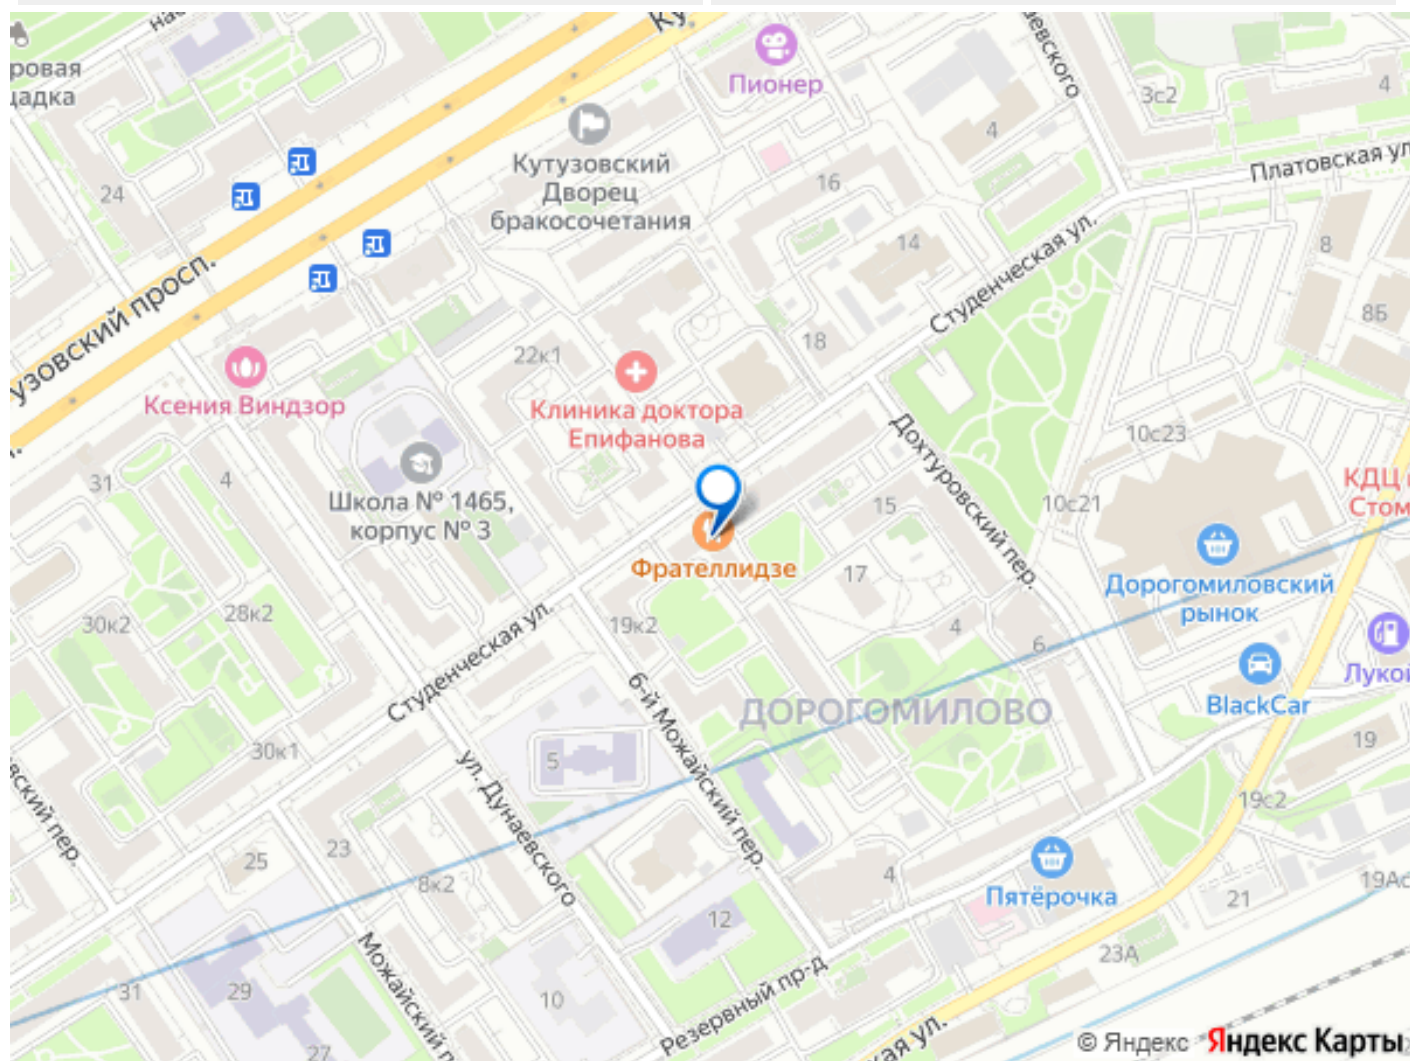 Пионер
3с2
4
4
Платовская ул
Кутузовский
Дворец
бракосочетания
24
16
14
8
8Б
Студенческая ул.
18
22к1
Ксения Виндзор
Клиника доктора
Епифанова
31
4
Школа № 1465,
корпус № 3
Дохтуровский пер.
10с23
10с21
15
КДЦ
Стом
Фрателлидзе
17
Дорогомиловский
рынок
30к2
28к2
19к2
4
6
Студенческая ул.
6-й Можайский пер.
ДОРОГОМИЛОВО
BlackCar
Лукой
30к1
5
19
ул. Дунаевского
19с2
23
25
8к2
4
Пятёрочка
21
12
23А
31
29
10
Можайский п
Резервный пр-д
27
© Яндекс Яндекс Карты